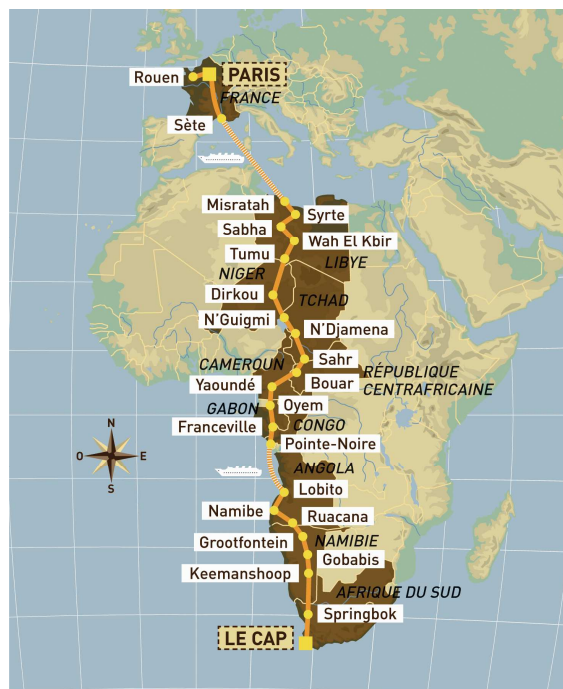 Rouen
PARIS
FRANCE
Sète
Misratah
Syrte
Sabha
Wah El Kbir
Tumu
LIBYE
NIGER
Dirkou
TCHAD
N'Guigmi
N'Djamena
CAMEROUN
Sahr
RÉPUBLIQUE
CENTRAFRICAINE
Bouar
Yaoundé
GABON
Oyem
Franceville
CONGO
Pointe-Noire
N
O
E
S
ANGOLA
Lobito
Namibe
Ruacana
Grootfontein
NAMIBIE
Gobabis
Keemanshoop
AFRIQUE DU SUD
Springbok
LE CAP